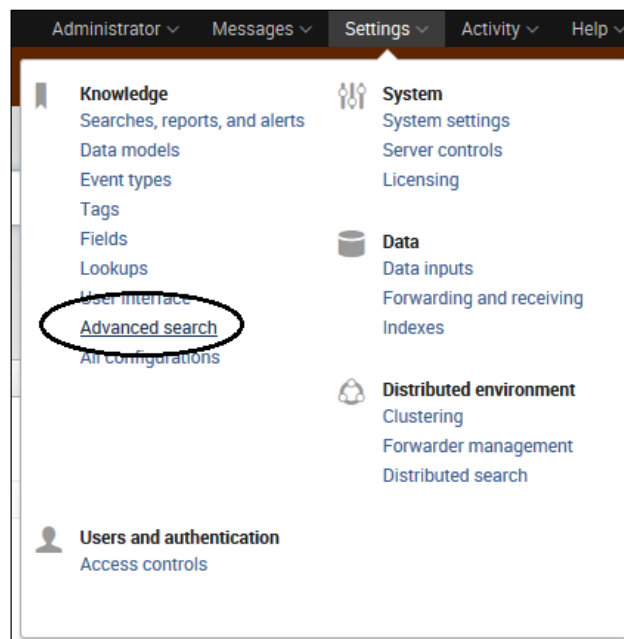 Administrator Messages Settings Activity Help
Knowledge
Searches, reports, and alerts
Data models
Event types
Tags
Fields
Lookups
User interface
Advanced search
All configurations
System
System settings
Server controls
Licensing
Data
Data inputs
Forwarding and receiving
Indexes
Distributed environment
Clustering
Forwarder management
Distributed search
Users and authentication
Access controls